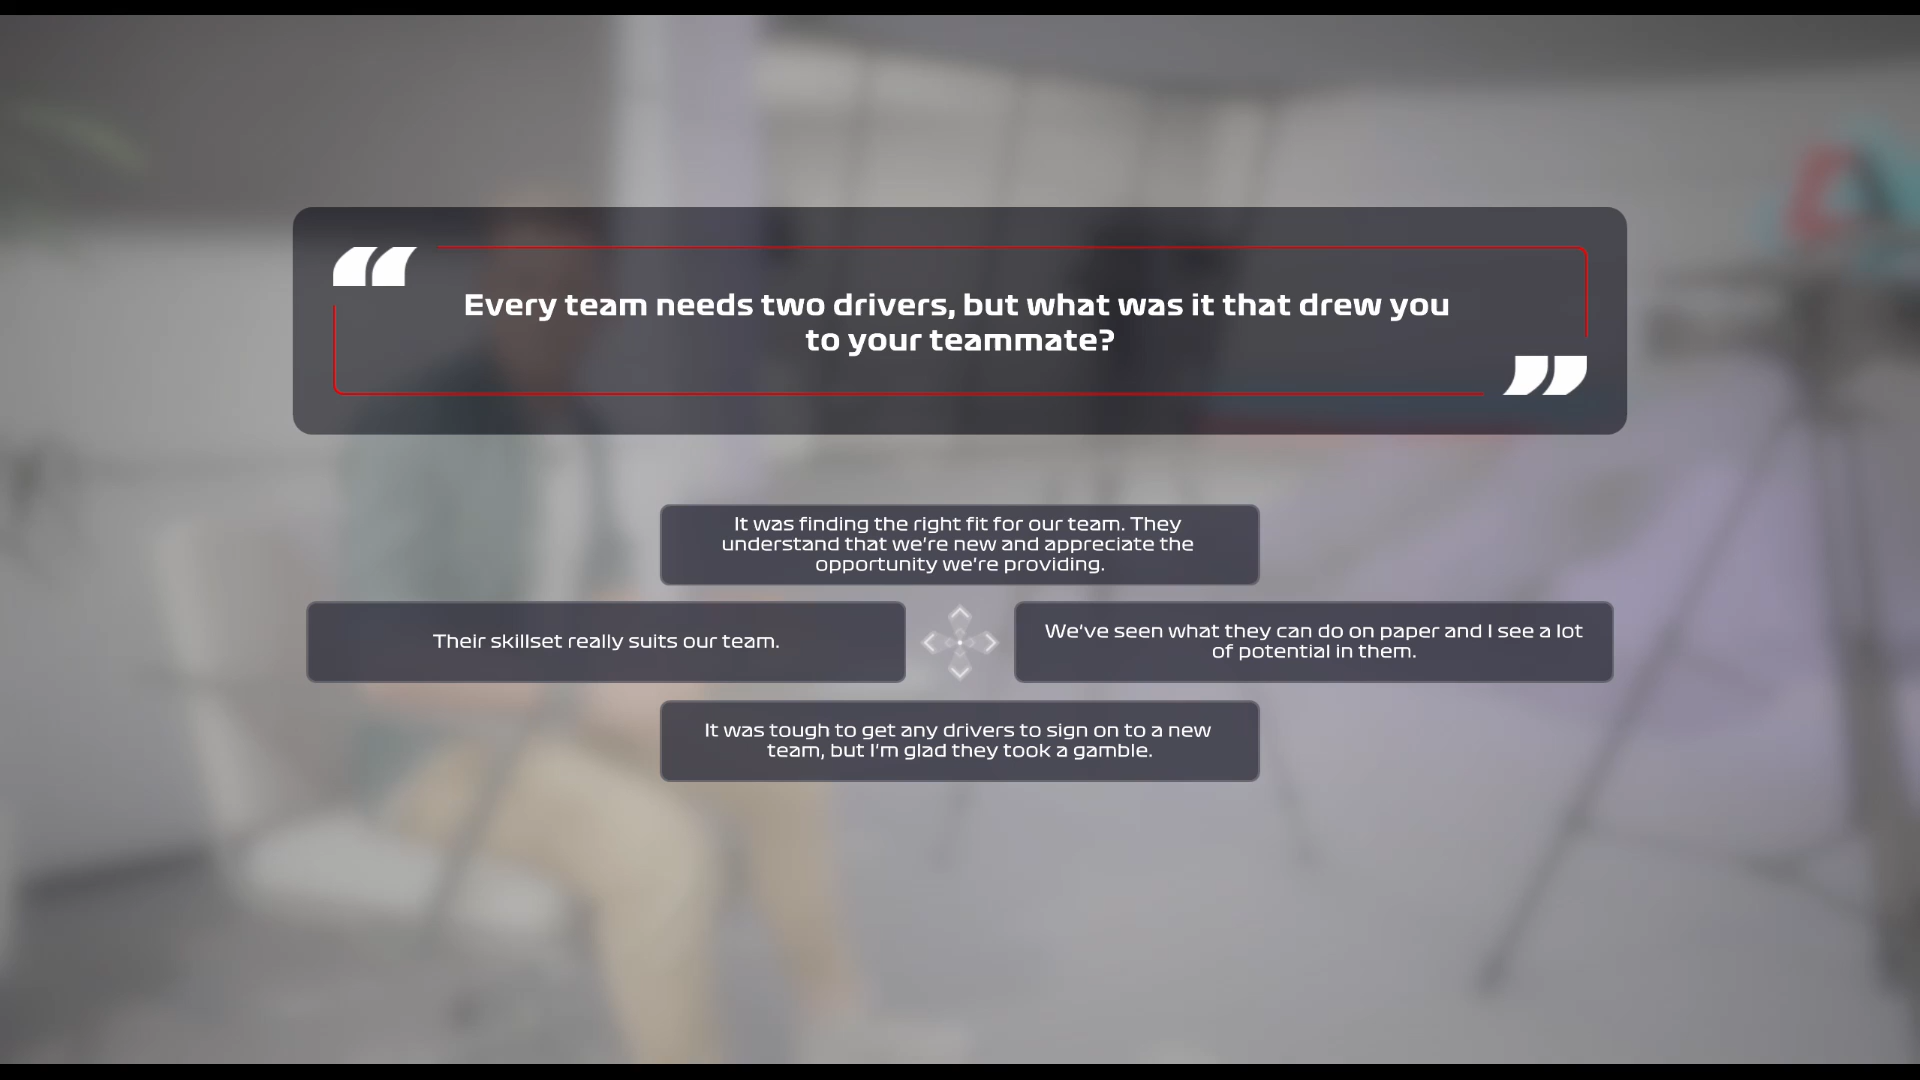 Every team needs two drivers, but what was it that drew you
to your teammate?
It was finding the right fit for our team. They
understand that we're new and appreciate the
opportunity we're providing.
Their skillset really suits our team.
We've seen what they can do on paper and I see a lot
of potential in them.
It was tough to get any drivers to sign on to a new
team, but I'm glad they took a gamble.